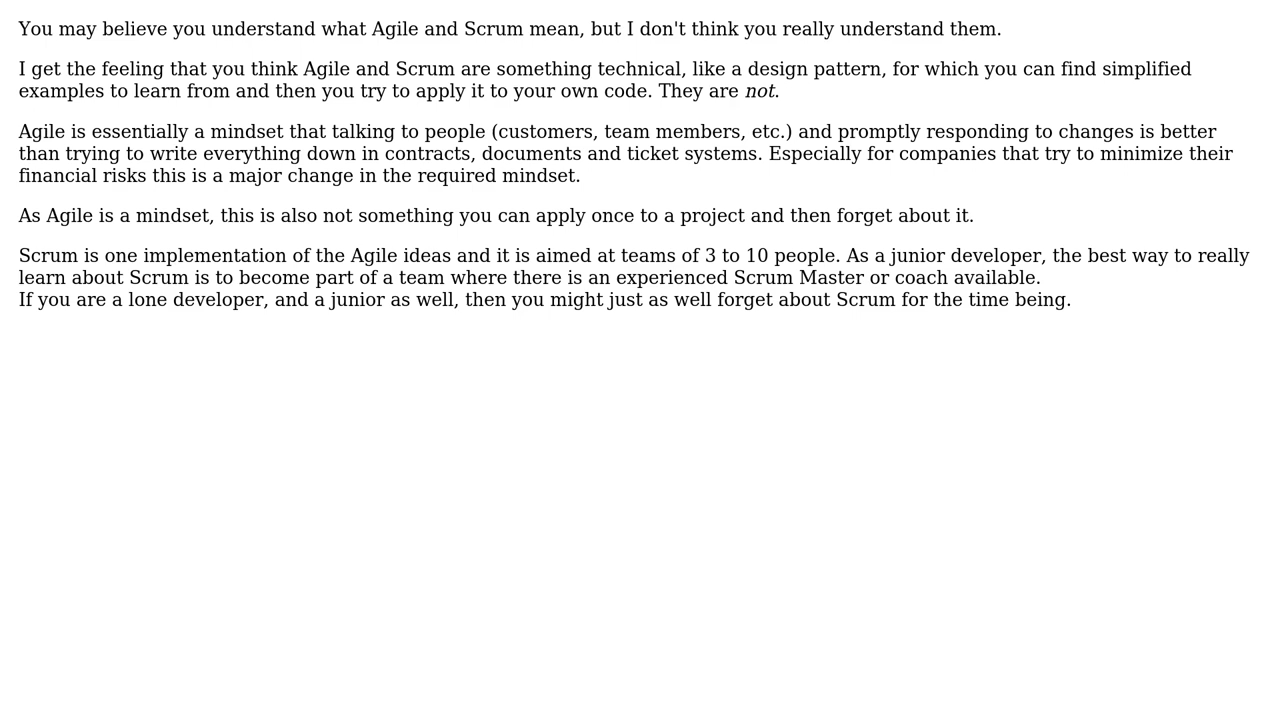 You may believe you understand what Agile and Scrum mean, but I don't think you really understand them.
I get the feeling that you think Agile and Scrum are something technical, like a design pattern, for which you can find simplified
examples to learn from and then you try to apply it to your own code. They are not.
Agile is essentially a mindset that talking to people (customers, team members, etc.) and promptly responding to changes is better
than trying to write everything down in contracts, documents and ticket systems. Especially for companies that try to minimize their
financial risks this is a major change in the required mindset.
As Agile is a mindset, this is also not something you can apply once to a project and then forget about it.
Scrum is one implementation of the Agile ideas and it is aimed at teams of 3 to 10 people. As a junior developer, the best way to really
learn about Scrum is to become part of a team where there is an experienced Scrum Master or coach available.
If you are a lone developer, and a junior as well, then you might just as well forget about Scrum for the time being.